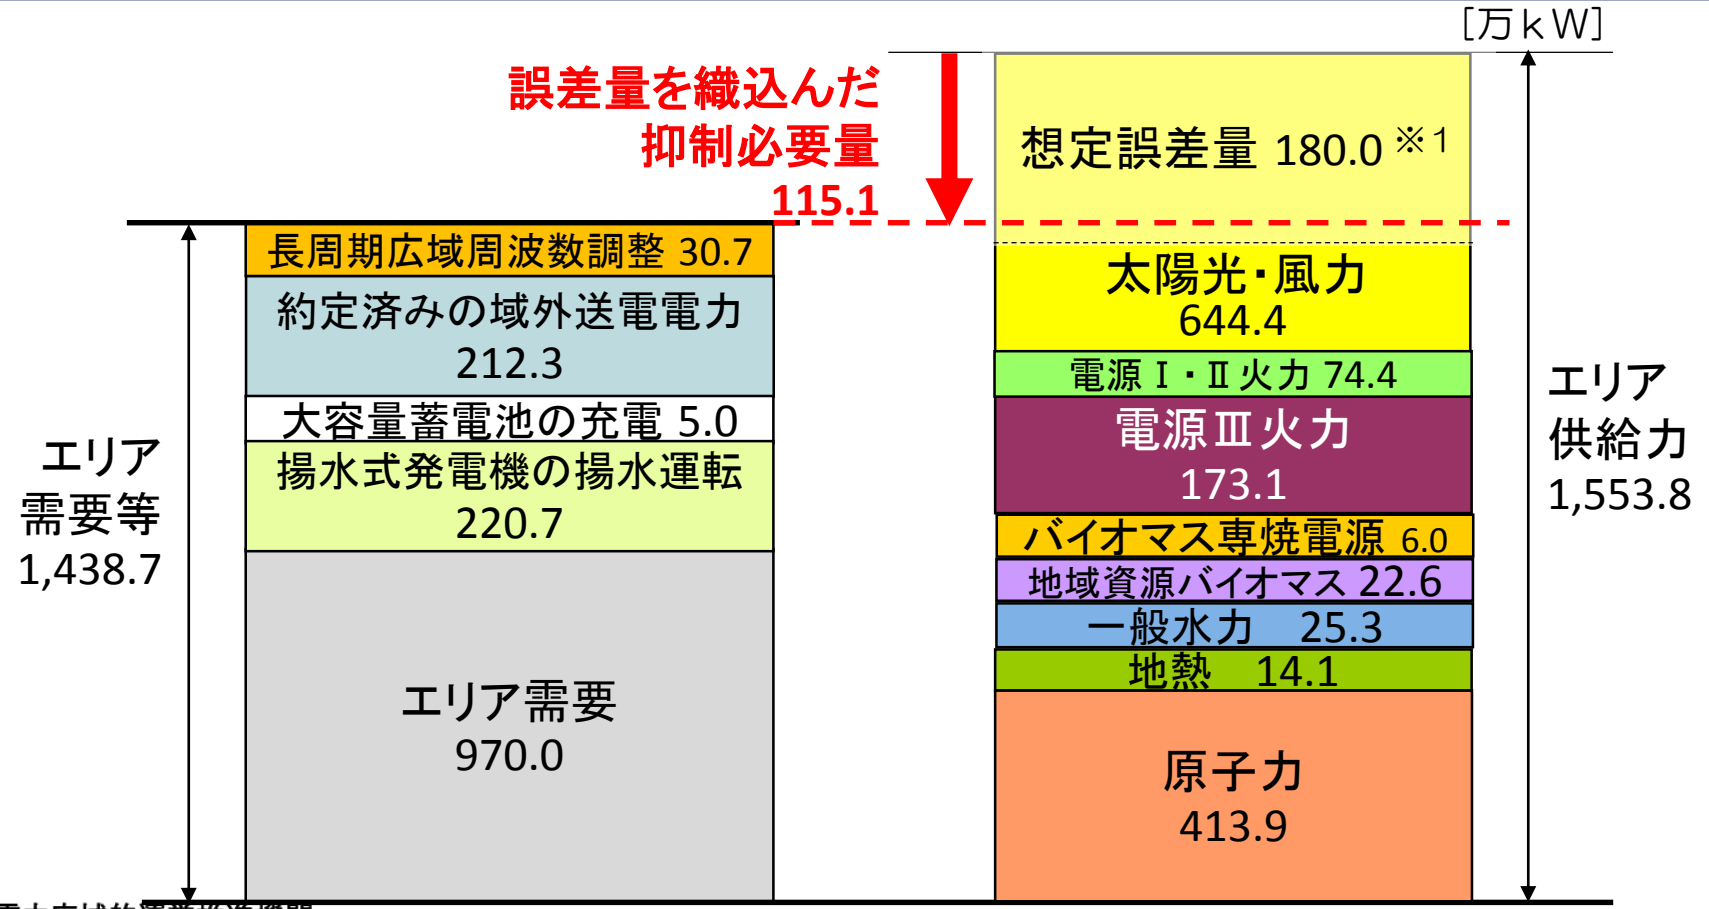 [万kW]
誤差量を織込んだ
抑制必要量
115.1
長周期広域周波数調整 30.7
約定済みの域外送電電力
212.3
大容量蓄電池の充電 5.0
揚水式発電機の揚水運転
220.7
エリア需要
970.0
エリア
需要等
1,438.7
想定誤差量 180.0 ※1
太陽光・風力
644.4
電源Ⅰ・Ⅱ火力 74.4
電源Ⅲ火力
173.1
バイオマス専焼電源 6.0
地域資源バイオマス 22.6
一般水力 25.3
地熱 14.1
原子力
413.9
エリア
供給力
1,553.8